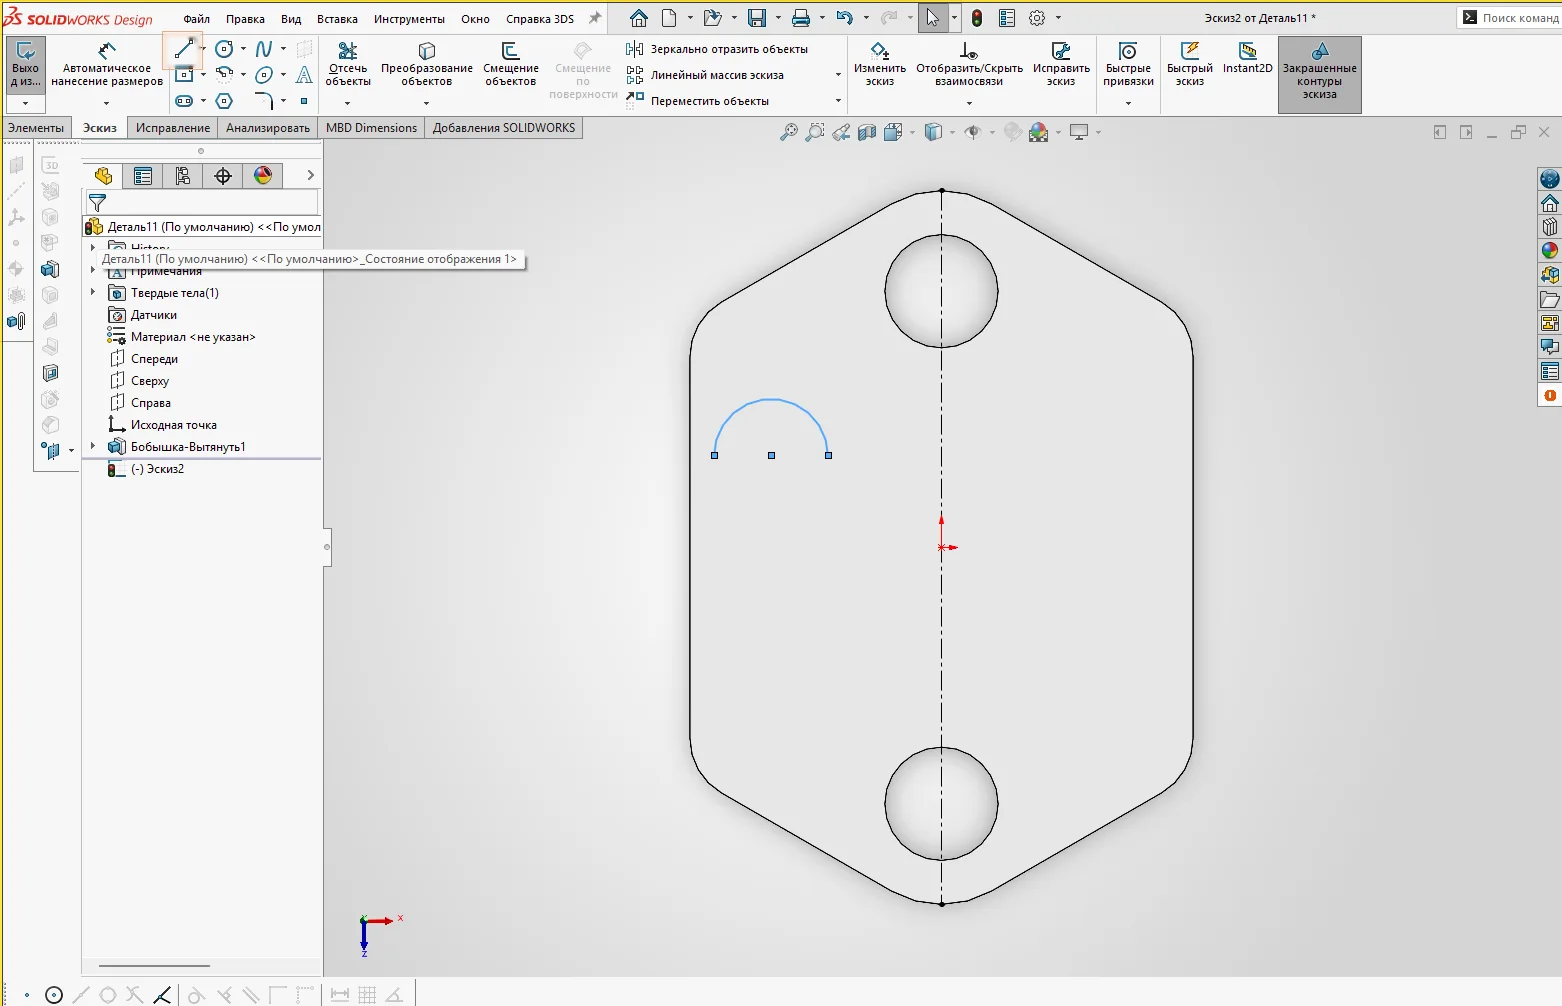 SOLIDWORKS Design
Файл Правка Вид Вставка Инструменты Окно Справка 3DS
Эскиз2 от Деталь11 *
Поиск команд
Выхо
д из...
Автоматическое
нанесение размеров
Отсечь
объекты
Преобразование
объектов
Смещение
объектов
Смещение
по
поверхности
Зеркально отразить объекты
Линейный массив эскиза
Переместить объекты
Изменить
эскиз
Отобразить/Скрыть
взаимосвязи
Исправить
эскиз
Быстрые
привязки
Быстрый
эскиз
Instant2D
Закрашенные
контуры
эскиза
Элементы Эскиз Исправление Анализировать MBD Dimensions Добавления SOLIDWORKS
3D
Деталь11 (По умолчанию) <<По умол
History
Деталь11 (По умолчанию) <<По умолчанию>_Состояние отображения 1>
Примечания
Твердые тела(1)
Датчики
Материал <не указан>
Спереди
Сверху
Справа
Исходная точка
Бобышка-Вытянуть1
(-) Эскиз2
X
Z